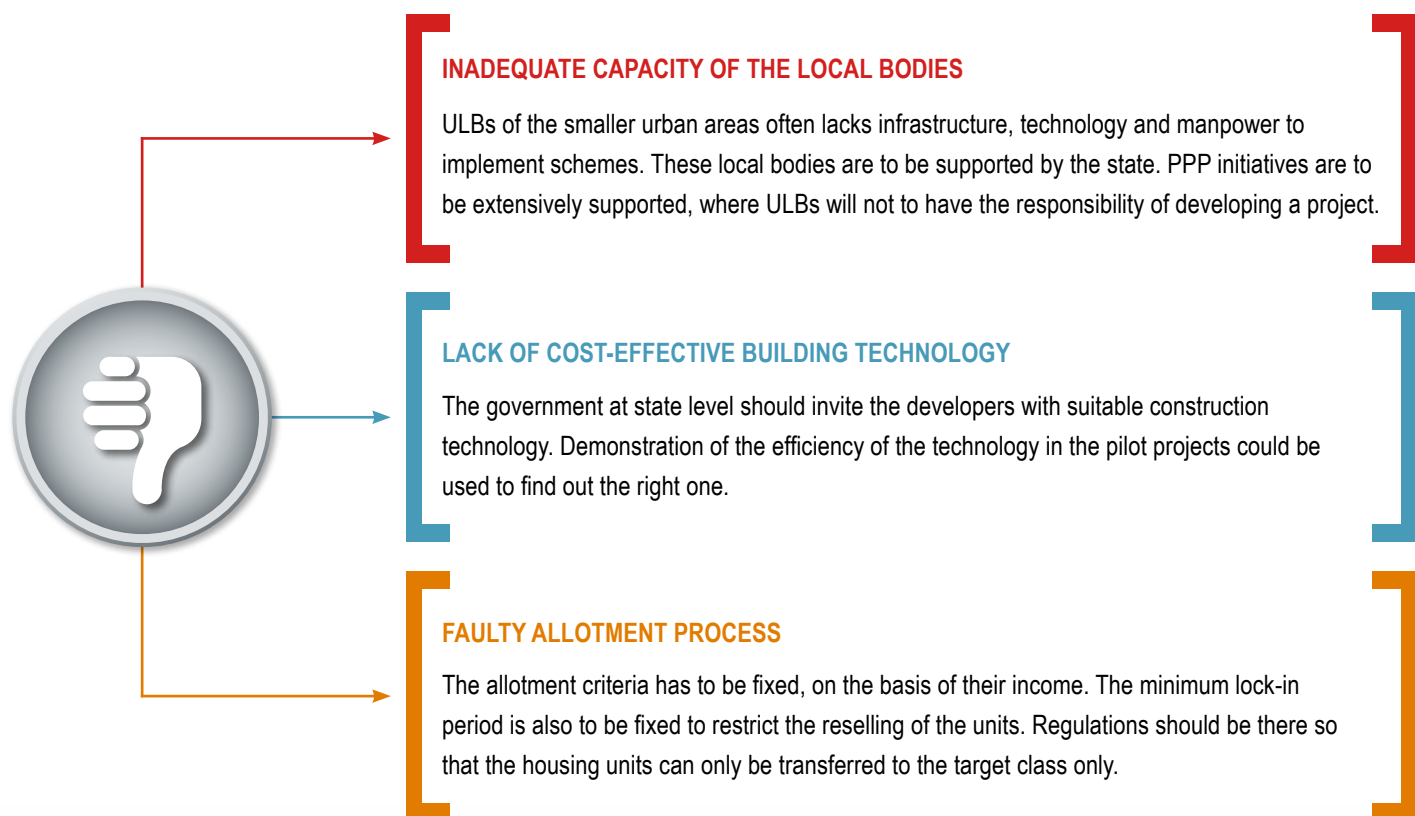 INADEQUATE CAPACITY OF THE LOCAL BODIES
ULBs of the smaller urban areas often lacks infrastructure, technology and manpower to
implement schemes. These local bodies are to be supported by the state. PPP initiatives are to
be extensively supported, where ULBs will not to have the responsibility of developing a project.
LACK OF COST-EFFECTIVE BUILDING TECHNOLOGY
The government at state level should invite the developers with suitable construction
technology. Demonstration of the efficiency of the technology in the pilot projects could be
used to find out the right one.
FAULTY ALLOTMENT PROCESS
The allotment criteria has to be fixed, on the basis of their income. The minimum lock-in
period is also to be fixed to restrict the reselling of the units. Regulations should be there so
that the housing units can only be transferred to the target class only.